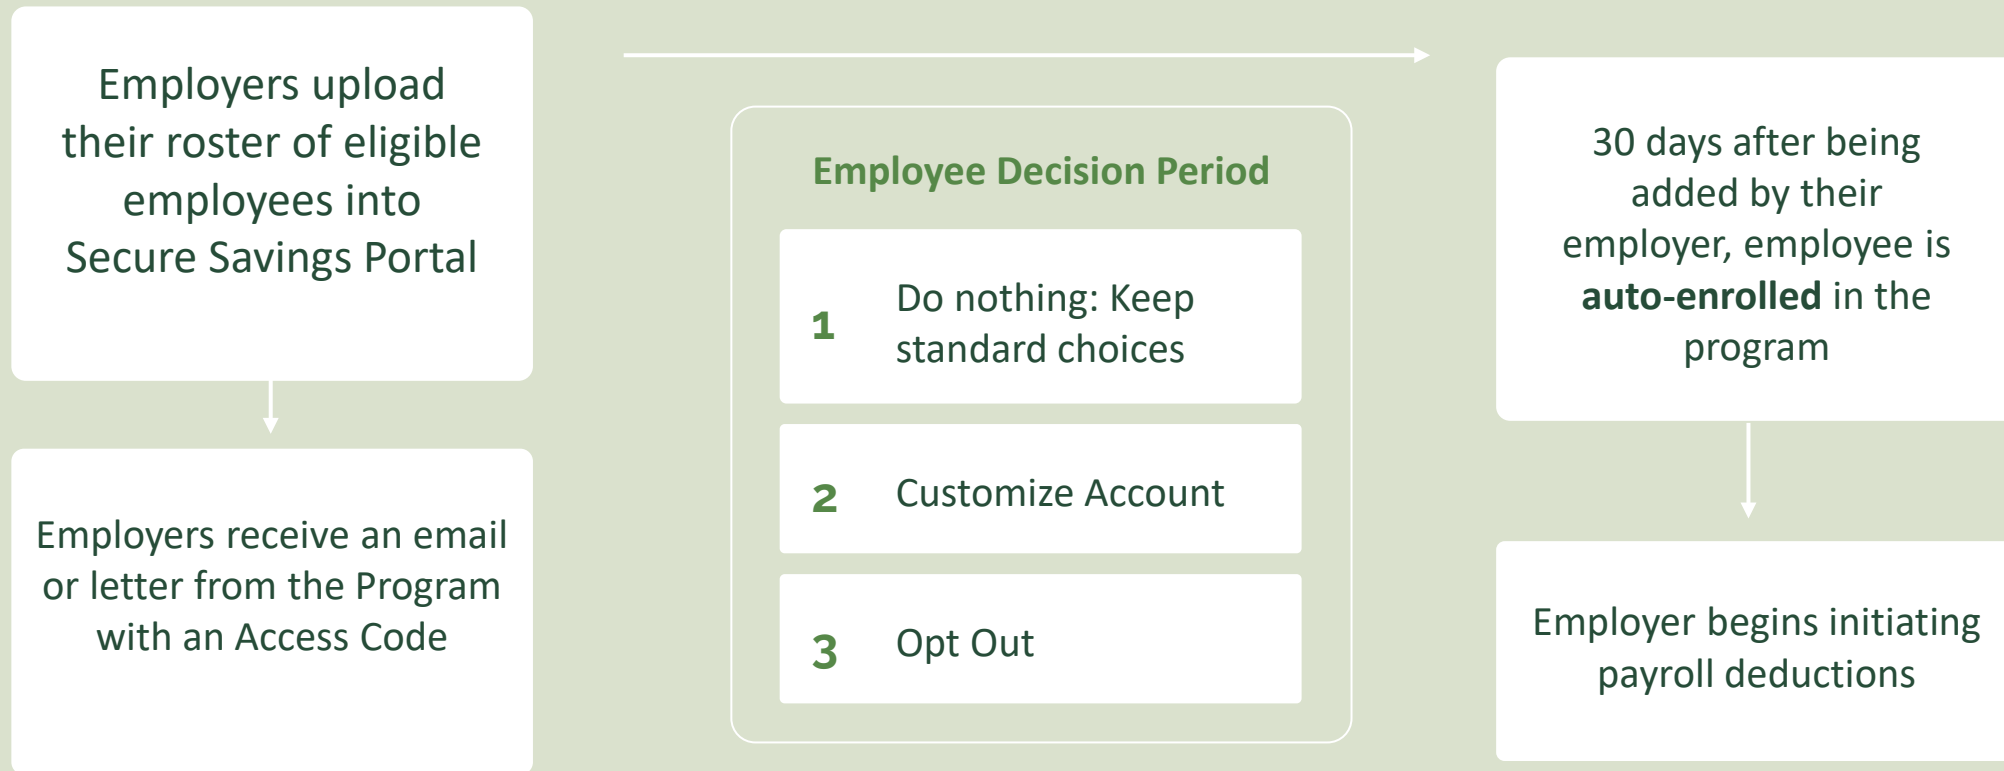 Employers upload
their roster of eligible
employees into
Secure Savings Portal
Employers receive an email
or letter from the Program
with an Access Code
Employee Decision Period
1 Do nothing: Keep
standard choices
2 Customize Account
3 Opt Out
30 days after being
added by their
employer, employee is
auto-enrolled in the
program
Employer begins initiating
payroll deductions